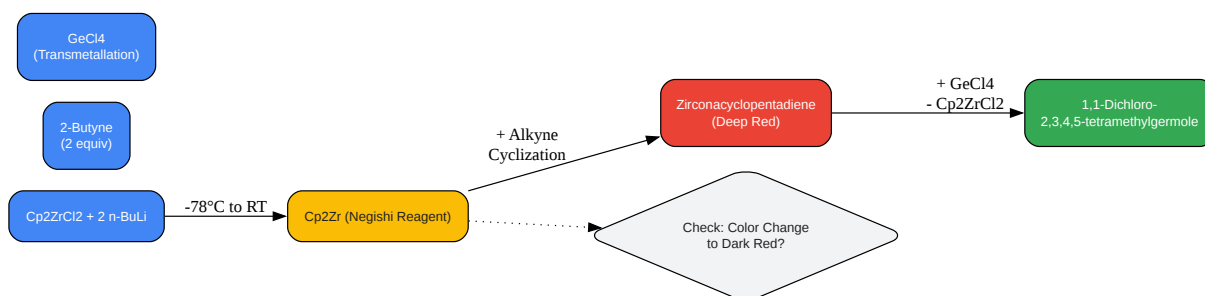 GeCl4
(Transmetallation)
2-Butyne
(2 equiv)
Cp2ZrCl2 + 2 n-BuLi
-78°C to RT
Cp2Zr (Negishi Reagent)
+ Alkyne
Cyclization
Zirconacyclopentadiene
(Deep Red)
Check: Color Change
to Dark Red?
+ GeCl4
- Cp2ZrCl2
1,1-Dichloro-
2,3,4,5-tetramethylgermole